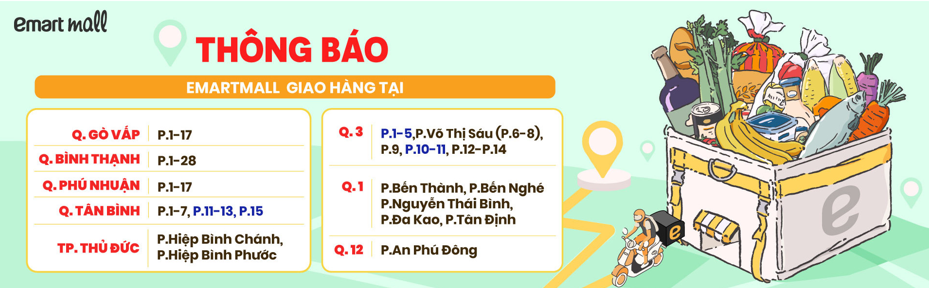 emart mall
THÔNG BÁO
EMARTMALL GIAO HÀNG TẠI
Q. GÒ VẤP P.1-17
Q. BÌNH THẠNH P.1-28
Q. PHÚ NHUẬN P.1-17
Q. TÂN BÌNH P.1-7, P.11-13, P.15
TP. THỦ ĐỨC P.Hiệp Bình Chánh,
P.Hiệp Bình Phước
Q. 3 P.1-5,P.Võ Thị Sáu (P.6-8),
P.9, P.10-11, P.12-P.14
Q. 1 P.Bến Thành, P.Bến Nghé
P.Nguyễn Thái Bình,
P.Đa Kao, P.Tân Định
Q. 12 P.An Phú Đông
e
e